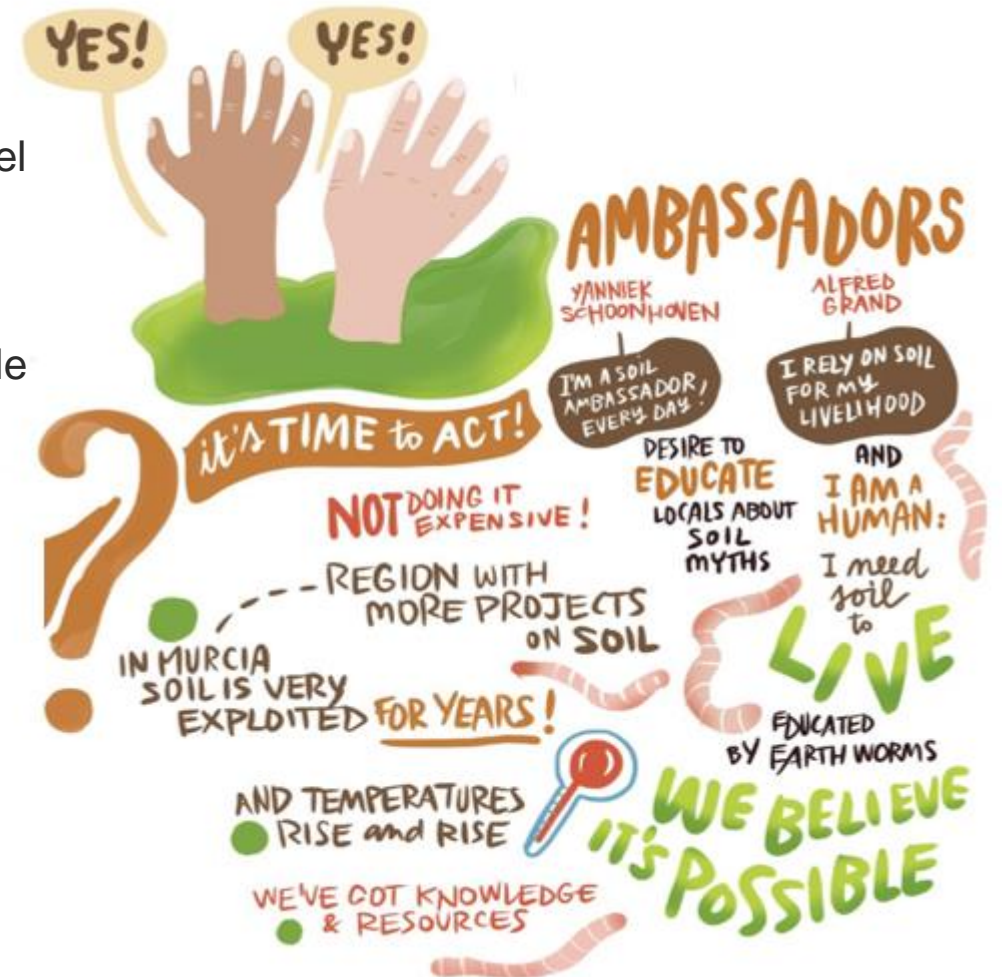 YES!
YES!
el
le
it's TIME to ACT!
NOT DOING IT
EXPENSIVE!
REGION WITH
MORE PROJECTS
ON SOIL
IN MURCIA
SOIL IS VERY
EXPLOITED FOR YEARS!
AND TEMPERATURES
RISE and RISE
WE'VE GOT KNOWLEDGE
& RESOURCES
AMBASSADORS
YANNIEK
SCHOONHOVEN
I'M A SOIL
AMBASSADOR,
EVERY DAY!
DESIRE TO
EDUCATE
LOCALS ABOUT
SOIL
MYTHS
ALFRED
GRAND
I RELY ON SOIL
FOR MY
LIVELIHOOD
AND
I AM A
HUMAN:
I need
soil
to
LIVE
EDUCATED
BY EARTH WORMS
WE BELIEVE
IT'S POSSIBLE